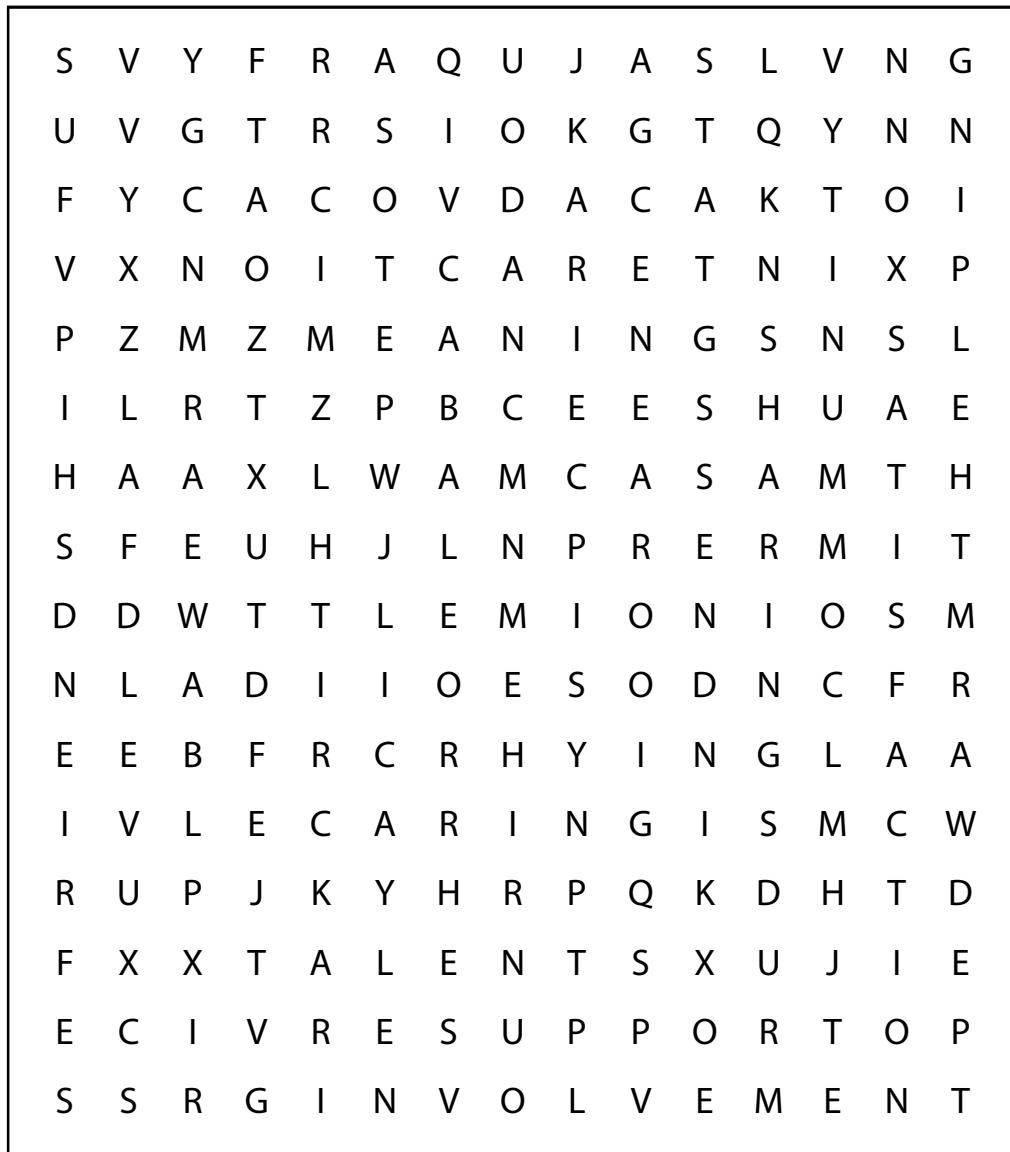 S V Y F R A Q U J A S L V N G
U V G T R S I O K G T Q Y N N
F Y C A C O V D A C A K T O I
V X N O I T C A R E T N I X P
P Z M Z M E A N I N G S N S L
I L R T Z P B C E E S H U A E
H A A X L W A M C A S A M T H
S F E U H J L N P R E R M I T
D D W T T L E M I O N I O S M
N L A D I I O E S O D N C F R
E E B F R C R H Y I N G L A A
I V L E C A R I N G I S M C W
R U P J K Y H R P Q K D H T D
F X X T A L E N T S X U J I E
E C I V R E S U P P O R T O P
S S R G I N V O L V E M E N T